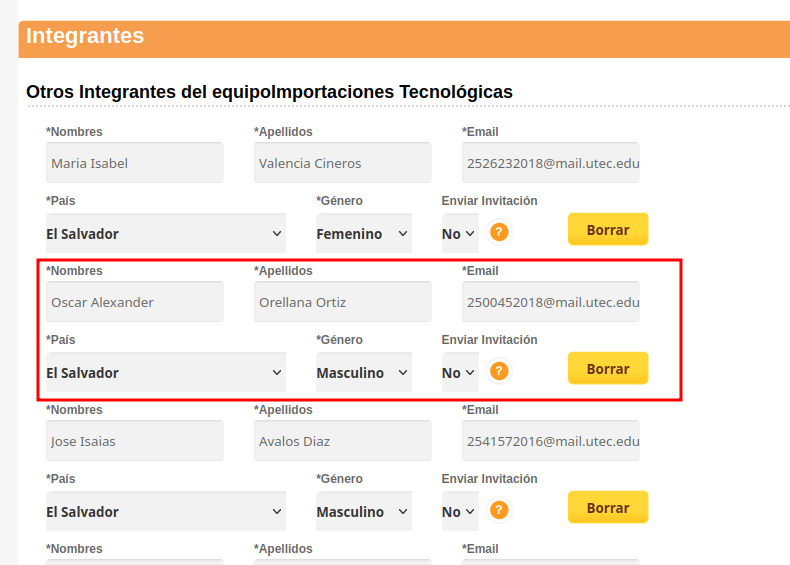 Integrantes
Otros Integrantes del equipoImportaciones Tecnológicas
*Nombres *Apellidos *Email
Maria Isabel Valencia Cineros 2526232018@mail.utec.edu
*País *Género Enviar Invitación
El Salvador Femenino No ? Borrar
*Nombres *Apellidos *Email
Oscar Alexander Orellana Ortiz 2500452018@mail.utec.edu
*País *Género Enviar Invitación
El Salvador Masculino No ? Borrar
*Nombres *Apellidos *Email
Jose Isaias Avalos Diaz 2541572016@mail.utec.edu
*País *Género Enviar Invitación
El Salvador Masculino No ? Borrar
*Nombres *Apellidos *Email